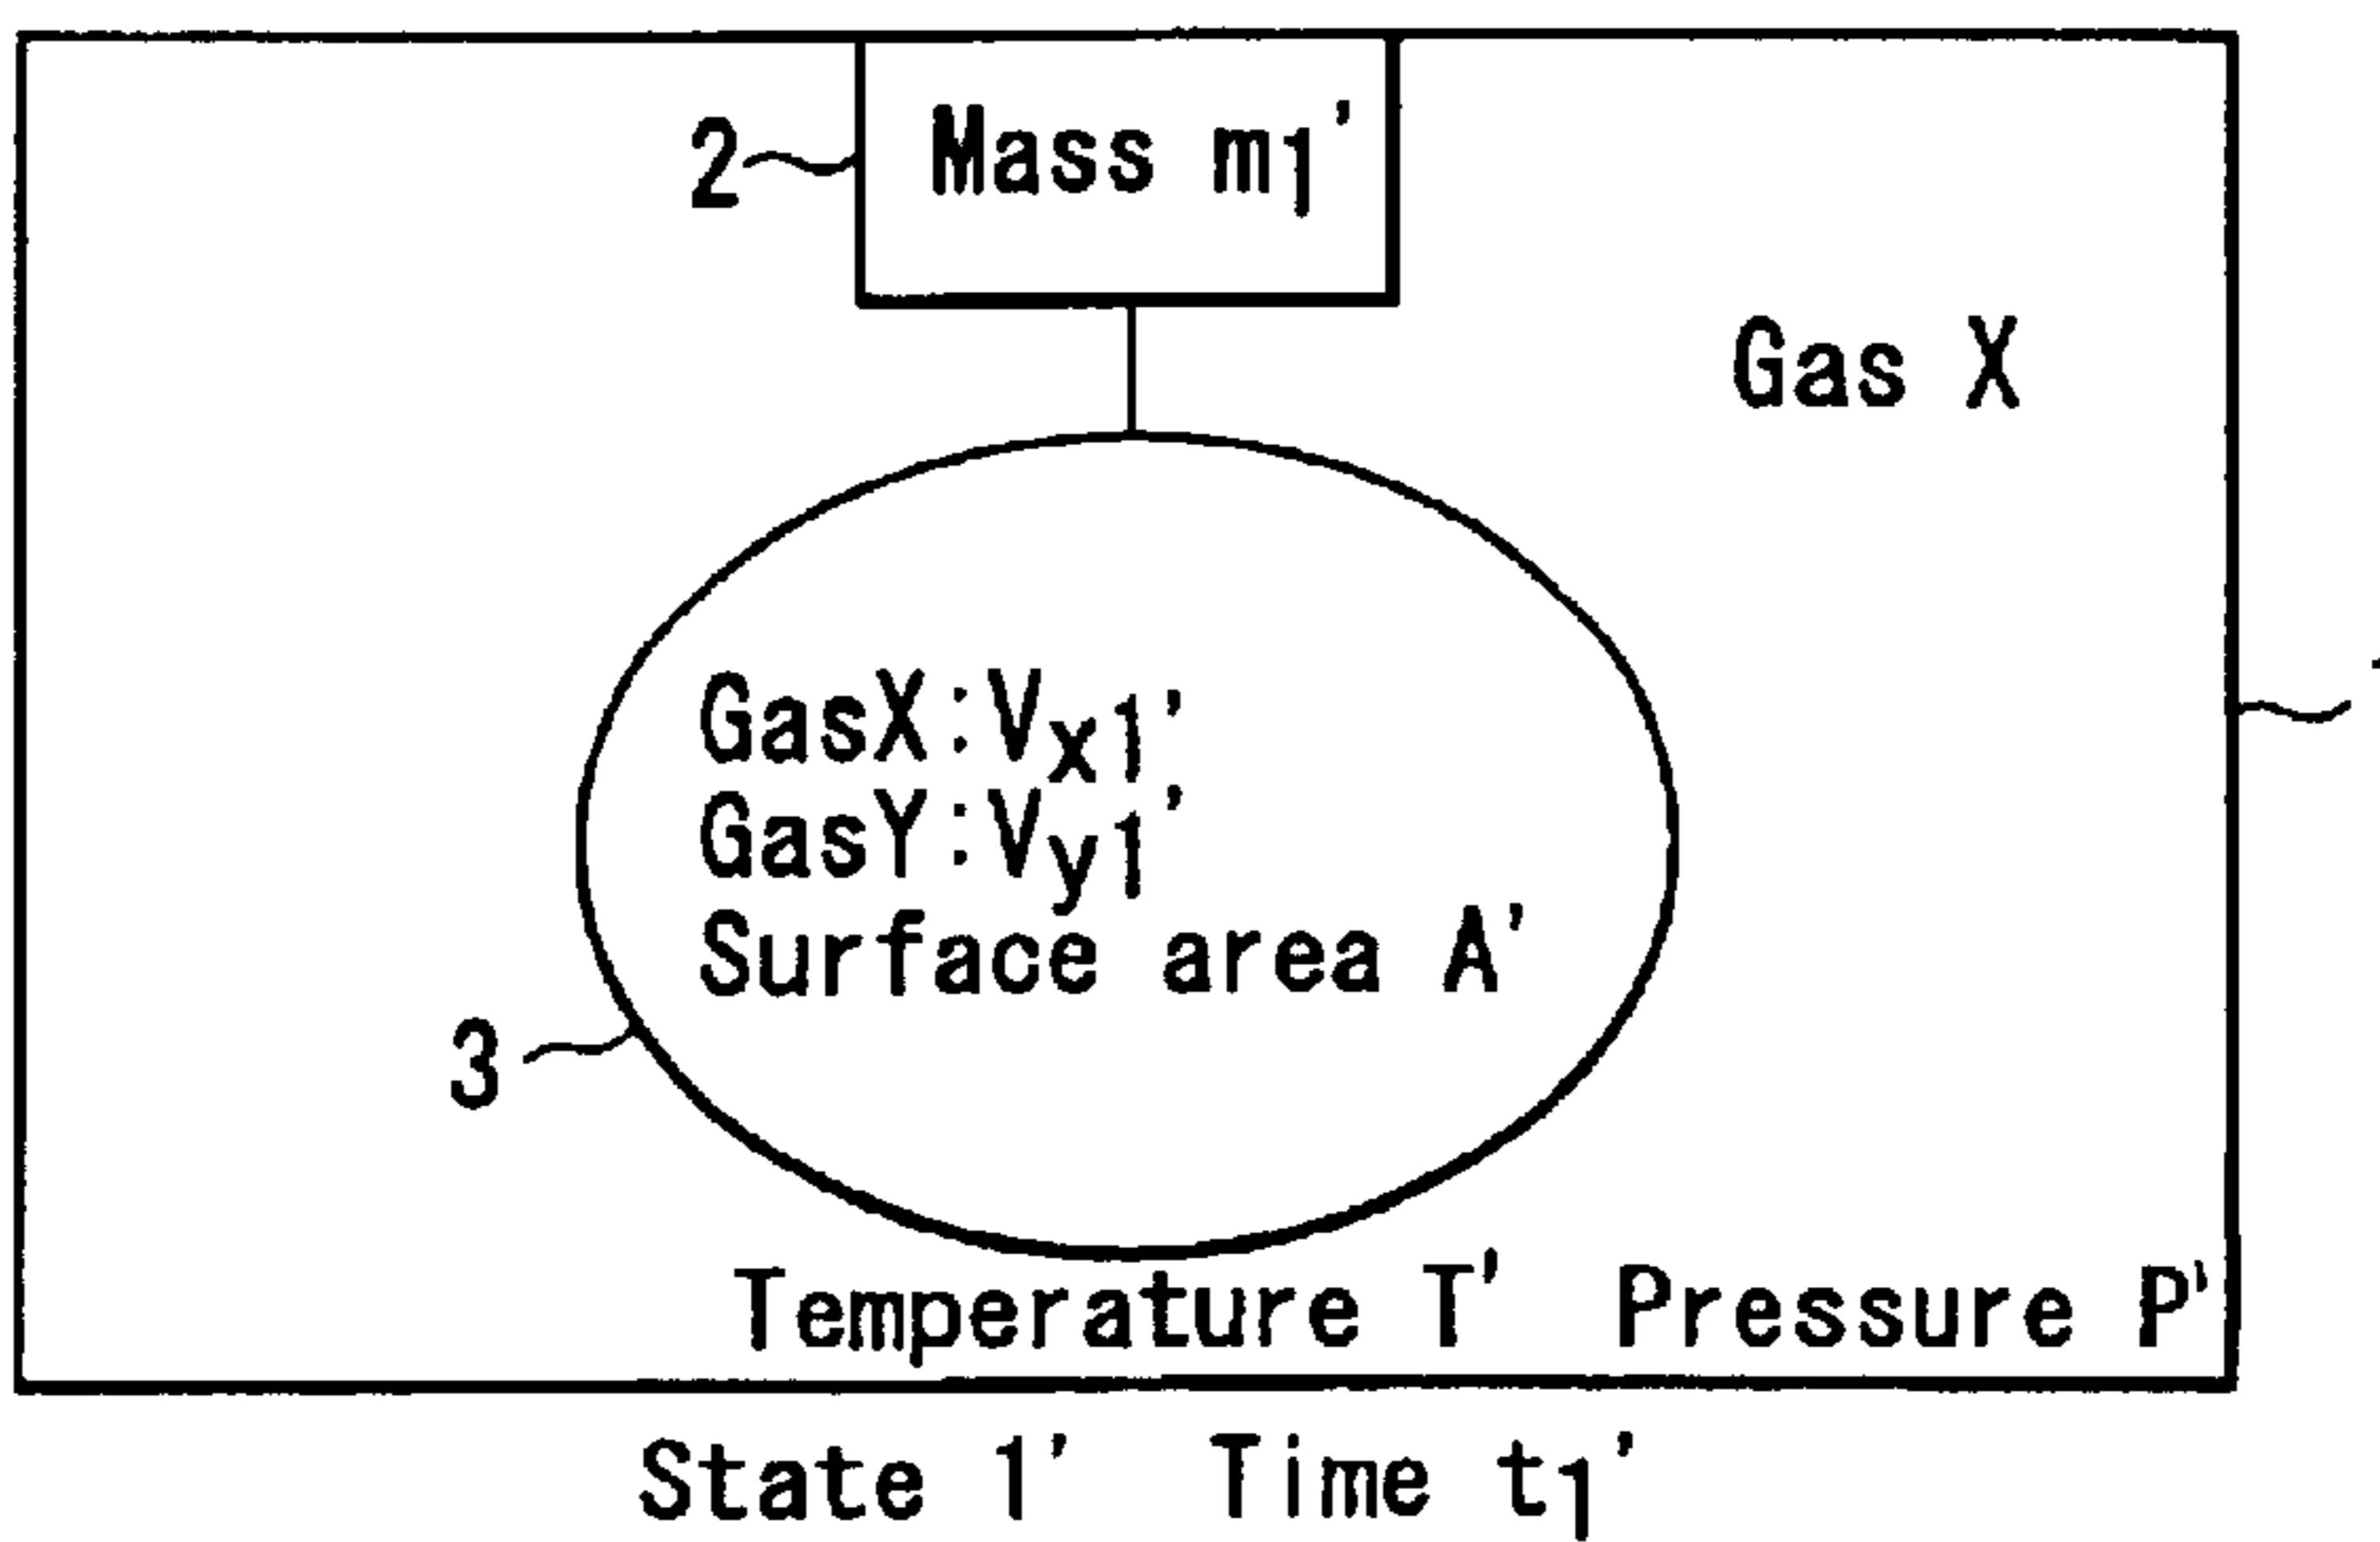 2 Mass m₁'
Gas X
GasX:Vₓ₁'
GasY:Vy₁'
Surface area A'
3
Temperature T' Pressure P'
State 1' Time t₁'